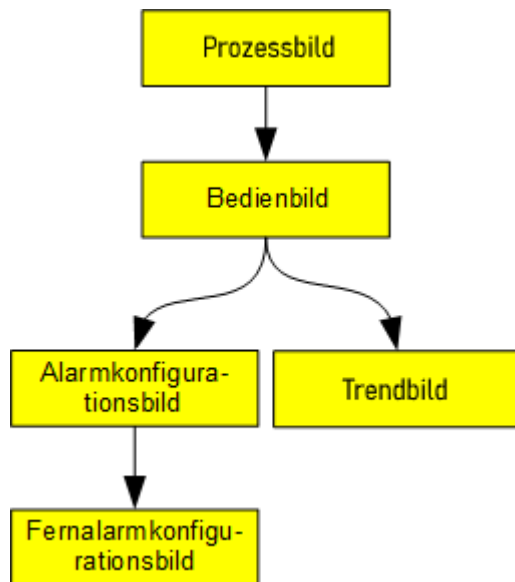 Prozessbild
Bedienbild
Alarmkonfigura-
tionsbild
Trendbild
Fernalarmkonfigu-
rationsbild